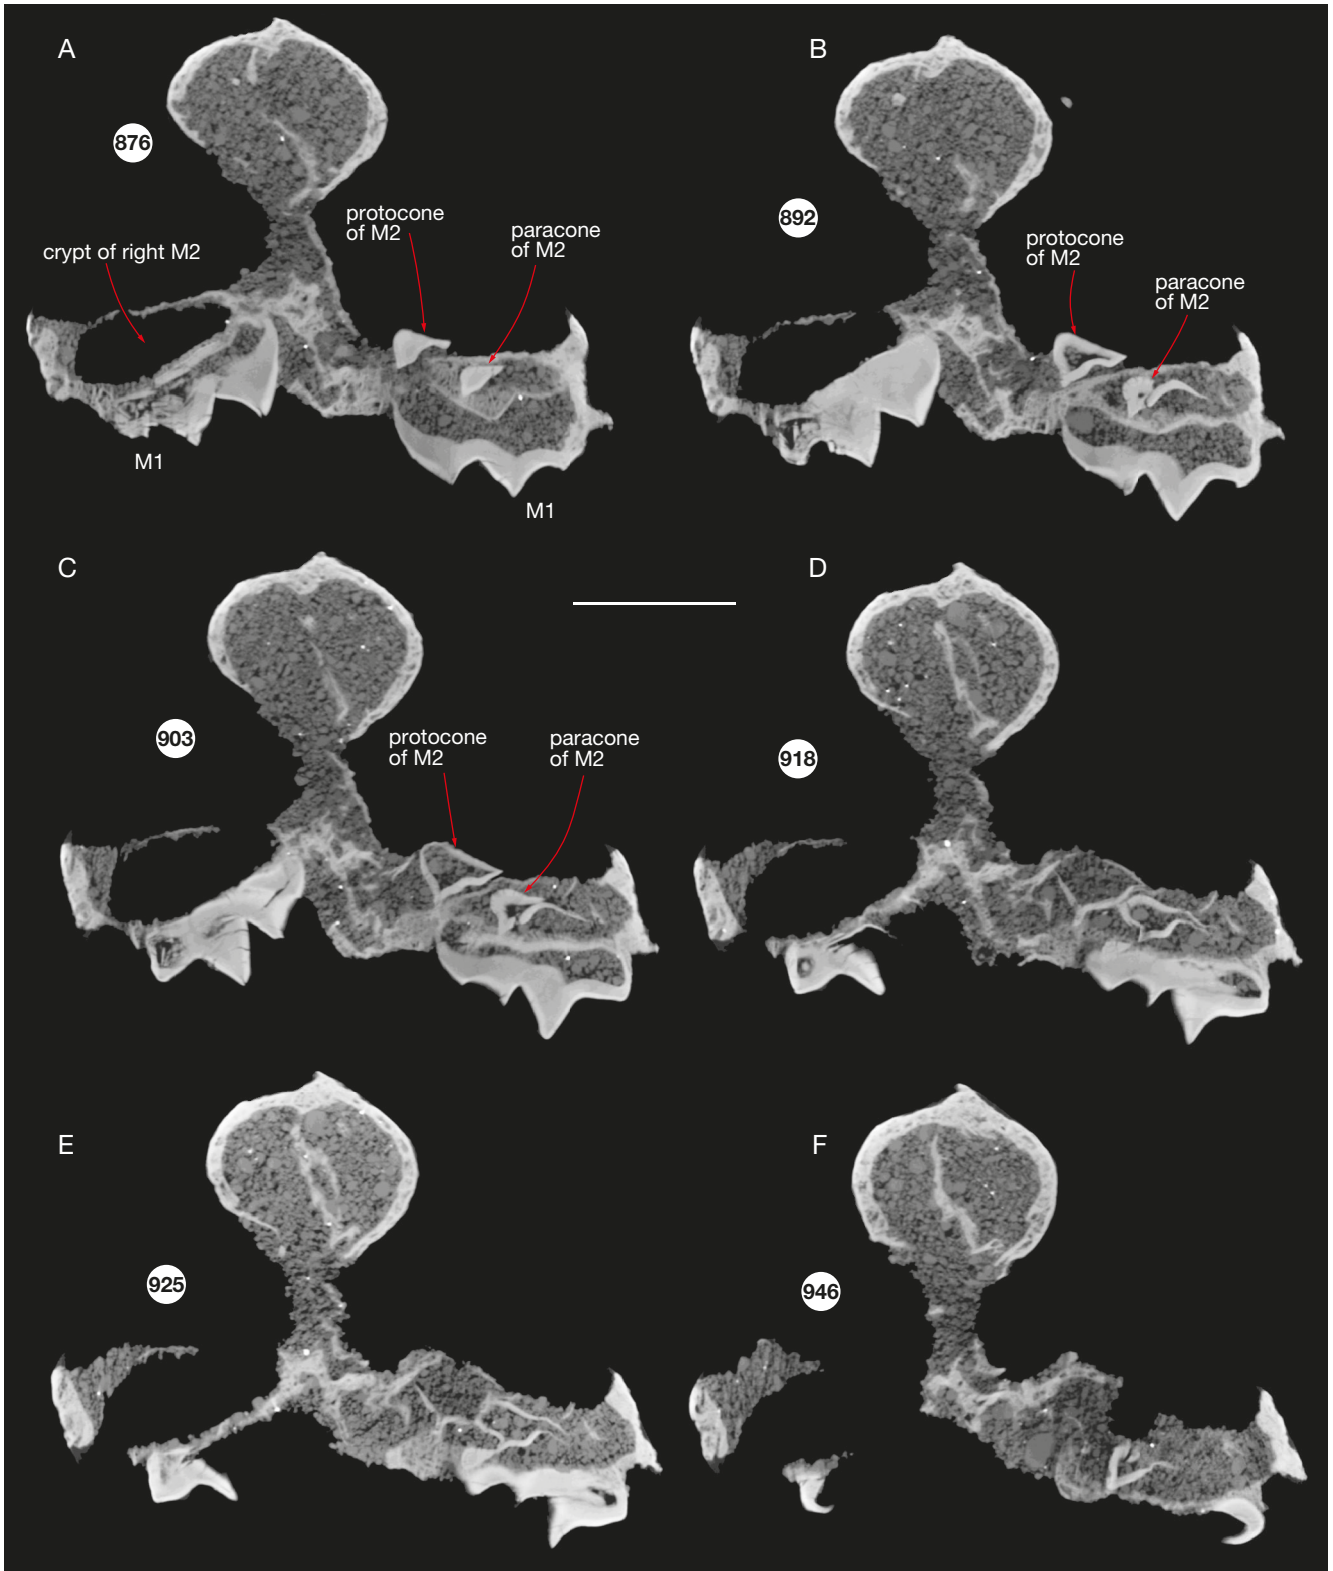 A
B
876
892
protocone
of M2
paracone
of M2
crypt of right M2
protocone
of M2
paracone
of M2
M1
M1
C
D
903
918
protocone
of M2
paracone
of M2
E
F
925
946